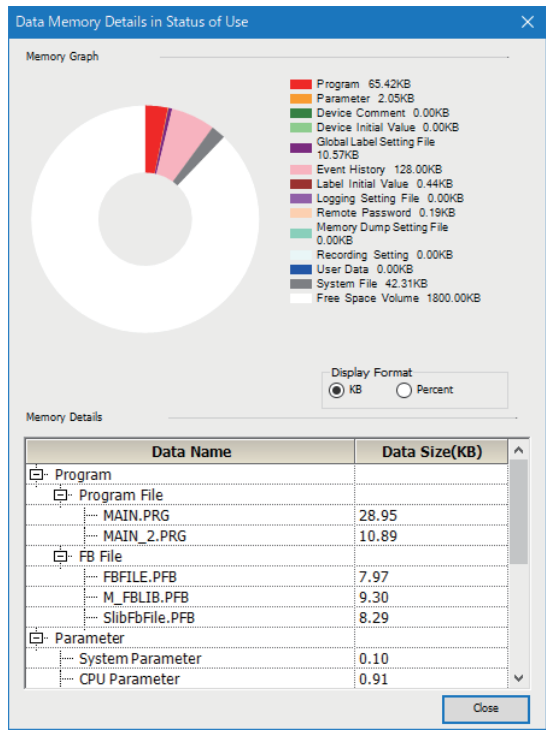 Data Memory Details in Status of Use
Memory Graph
Program 65.42KB
Parameter 2.05KB
Device Comment 0.00KB
Device Initial Value 0.00KB
Global Label Setting File
10.57KB
Event History 128.00KB
Label Initial Value 0.44KB
Logging Setting File 0.00KB
Remote Password 0.19KB
Memory Dump Setting File
0.00KB
Recording Setting 0.00KB
User Data 0.00KB
System File 42.31KB
Free Space Volume 1800.00KB
Display Format
KB Percent
Memory Details
Data Name Data Size(KB)
Program
Program File
MAIN.PRG 28.95
MAIN_2.PRG 10.89
FB File
FBFILE.PFB 7.97
M_FBLIB.PFB 9.30
SlibFbFile.PFB 8.29
Parameter
System Parameter 0.10
CPU Parameter 0.91
Close